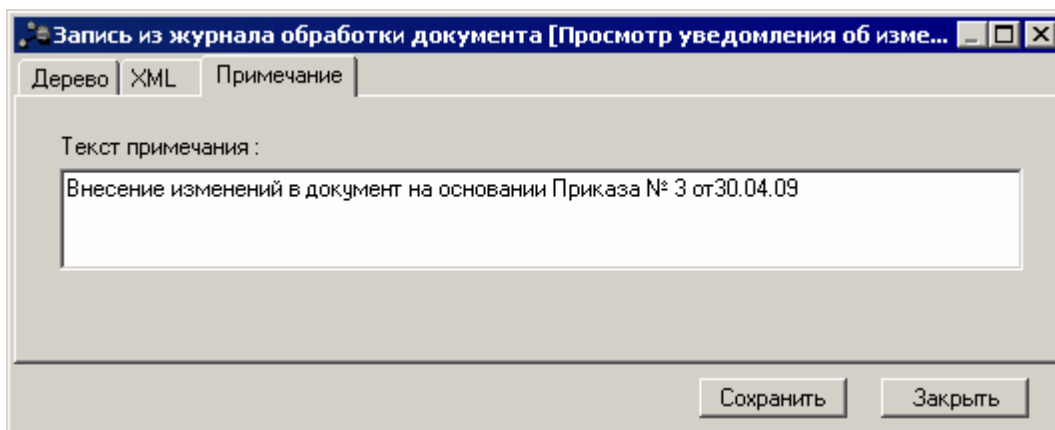 Запись из журнала обработки документа [Просмотр уведомления об изме...
Дерево XML Примечание
Текст примечания :
Внесение изменений в документ на основании Приказа № 3 от30.04.09
Сохранить Закрыть